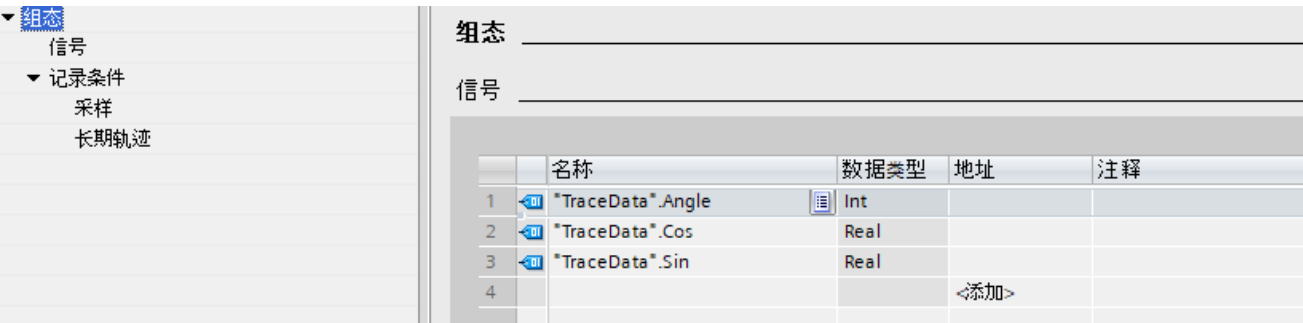 组态
信号
记录条件
采样
长期轨迹
组态
信号
名称 数据类型 地址 注释
1 "TraceData".Angle Int
2 "TraceData".Cos Real
3 "TraceData".Sin Real
4 <添加>